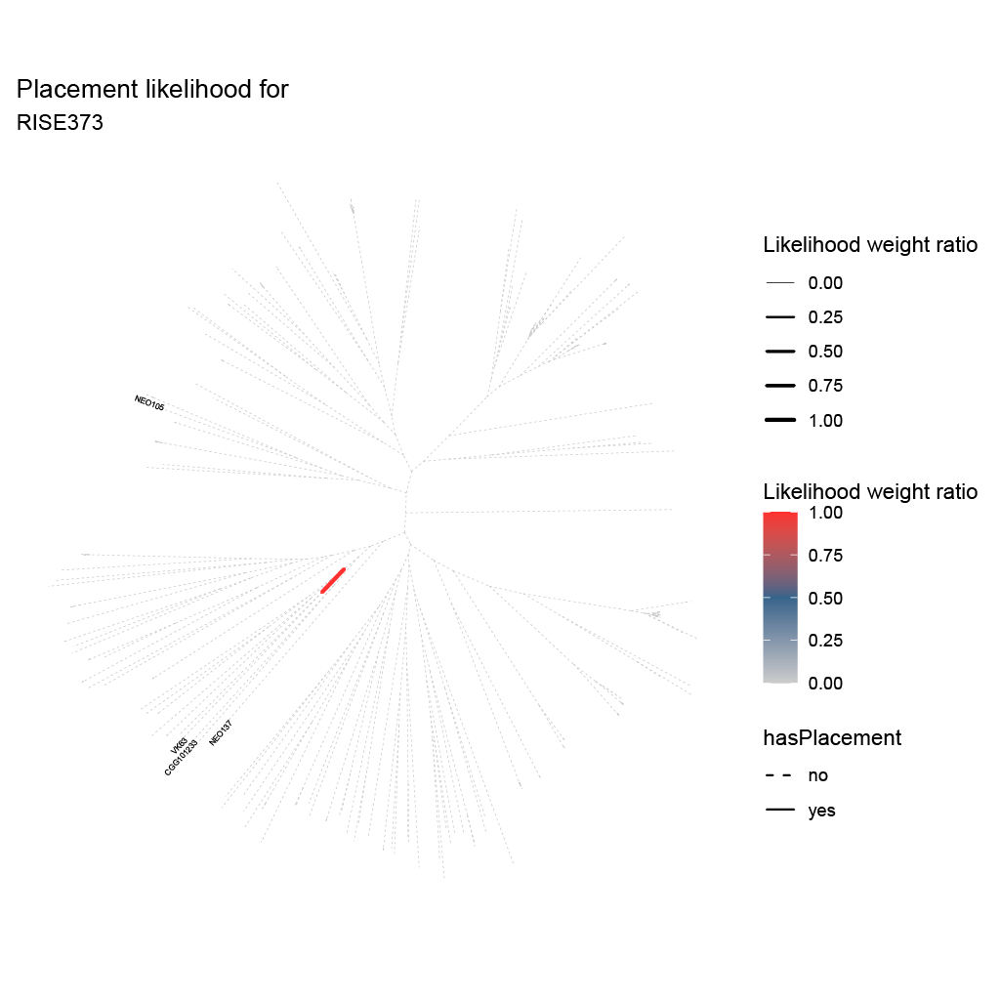 Placement likelihood for
RISE373
NEO105
VK63
CGG101233
NEO137
Likelihood weight ratio
0.00
0.25
0.50
0.75
1.00
Likelihood weight ratio
1.00
0.75
0.50
0.25
0.00
hasPlacement
no
yes